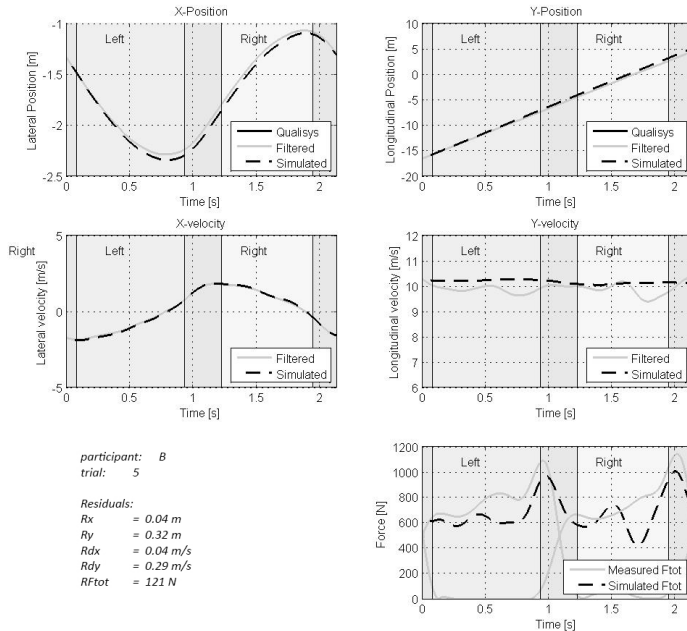 X-Position
Left
Right
Lateral Position [m]
-1
-1.5
-2
-2.5
0
0.5
1
1.5
2
Time [s]
Qualisys
Filtered
Simulated
Y-Position
Left
Right
Longitudinal Position [m]
10
5
0
-5
-10
-15
-20
0
0.5
1
1.5
2
Time [s]
Qualisys
Filtered
Simulated
X-velocity
Right
Left
Right
Lateral velocity [m/s]
5
0
-5
0
0.5
1
1.5
2
Time [s]
Filtered
Simulated
Y-velocity
Left
Right
Longitudinal velocity [m/s]
12
11
10
9
8
7
6
0
0.5
1
1.5
2
Time [s]
Filtered
Simulated
participant: B
trial: 5
Residuals:
Rx = 0.04 m
Ry = 0.32 m
Rdx = 0.04 m/s
Rdy = 0.29 m/s
RFtot = 121 N
Left
Right
Force [N]
1200
1000
800
600
400
200
0
0
0.5
1
1.5
2
Time [s]
Measured Ftot
Simulated Ftot